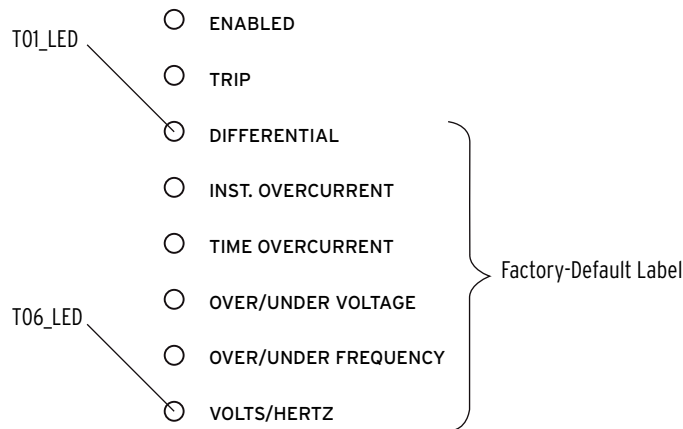 T01_LED
ENABLED
TRIP
DIFFERENTIAL
INST. OVERCURRENT
TIME OVERCURRENT
OVER/UNDER VOLTAGE
OVER/UNDER FREQUENCY
VOLTS/HERTZ
T06_LED
Factory-Default Label